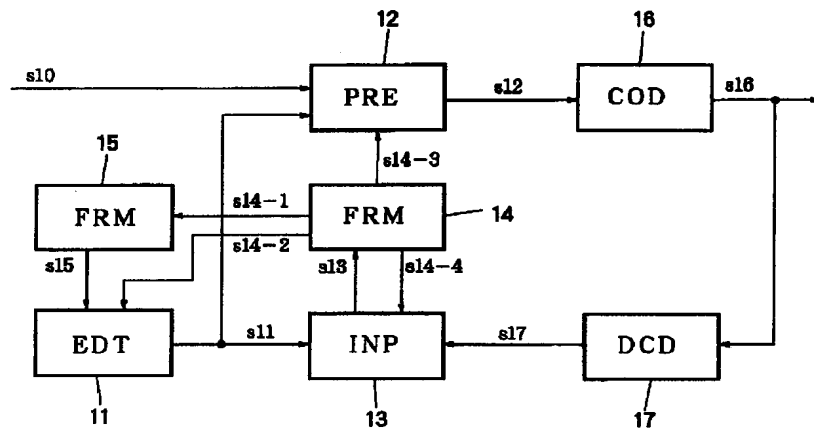 12
16
s10
PRE
s12
COD
s16
15
s14-3
FRM
s14-1
FRM
14
s14-2
s15
s13
s14-4
EDT
s11
INP
s17
DCD
11
13
17